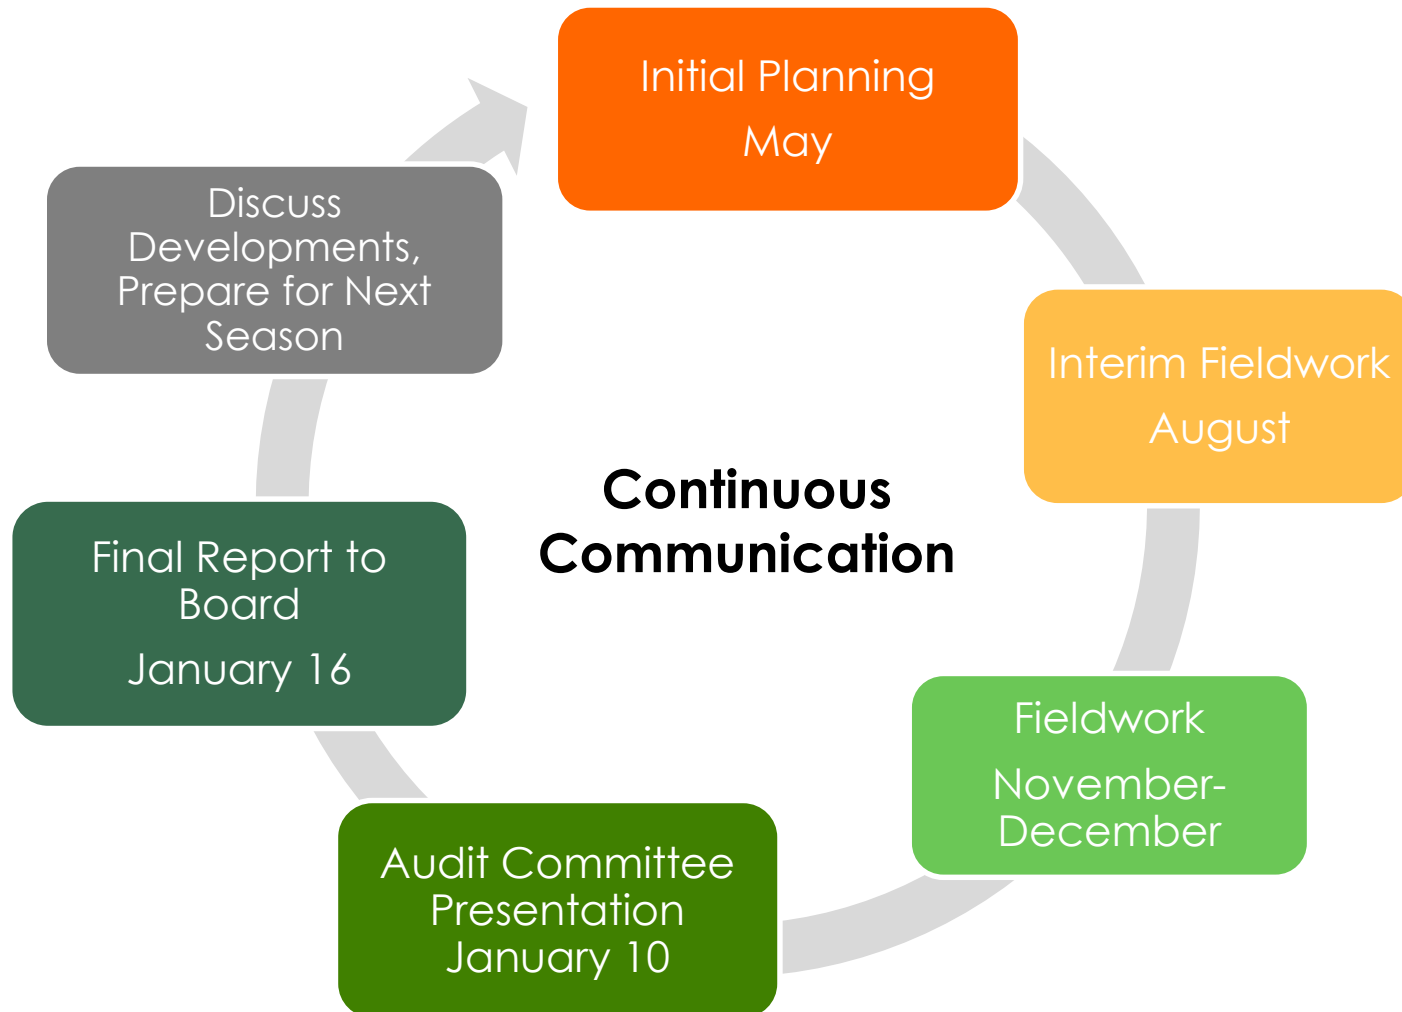 Initial Planning
May
Interim Fieldwork
August
Fieldwork
November-
December
Audit Committee
Presentation
January 10
Final Report to
Board
January 16
Discuss
Developments,
Prepare for Next
Season
Continuous
Communication